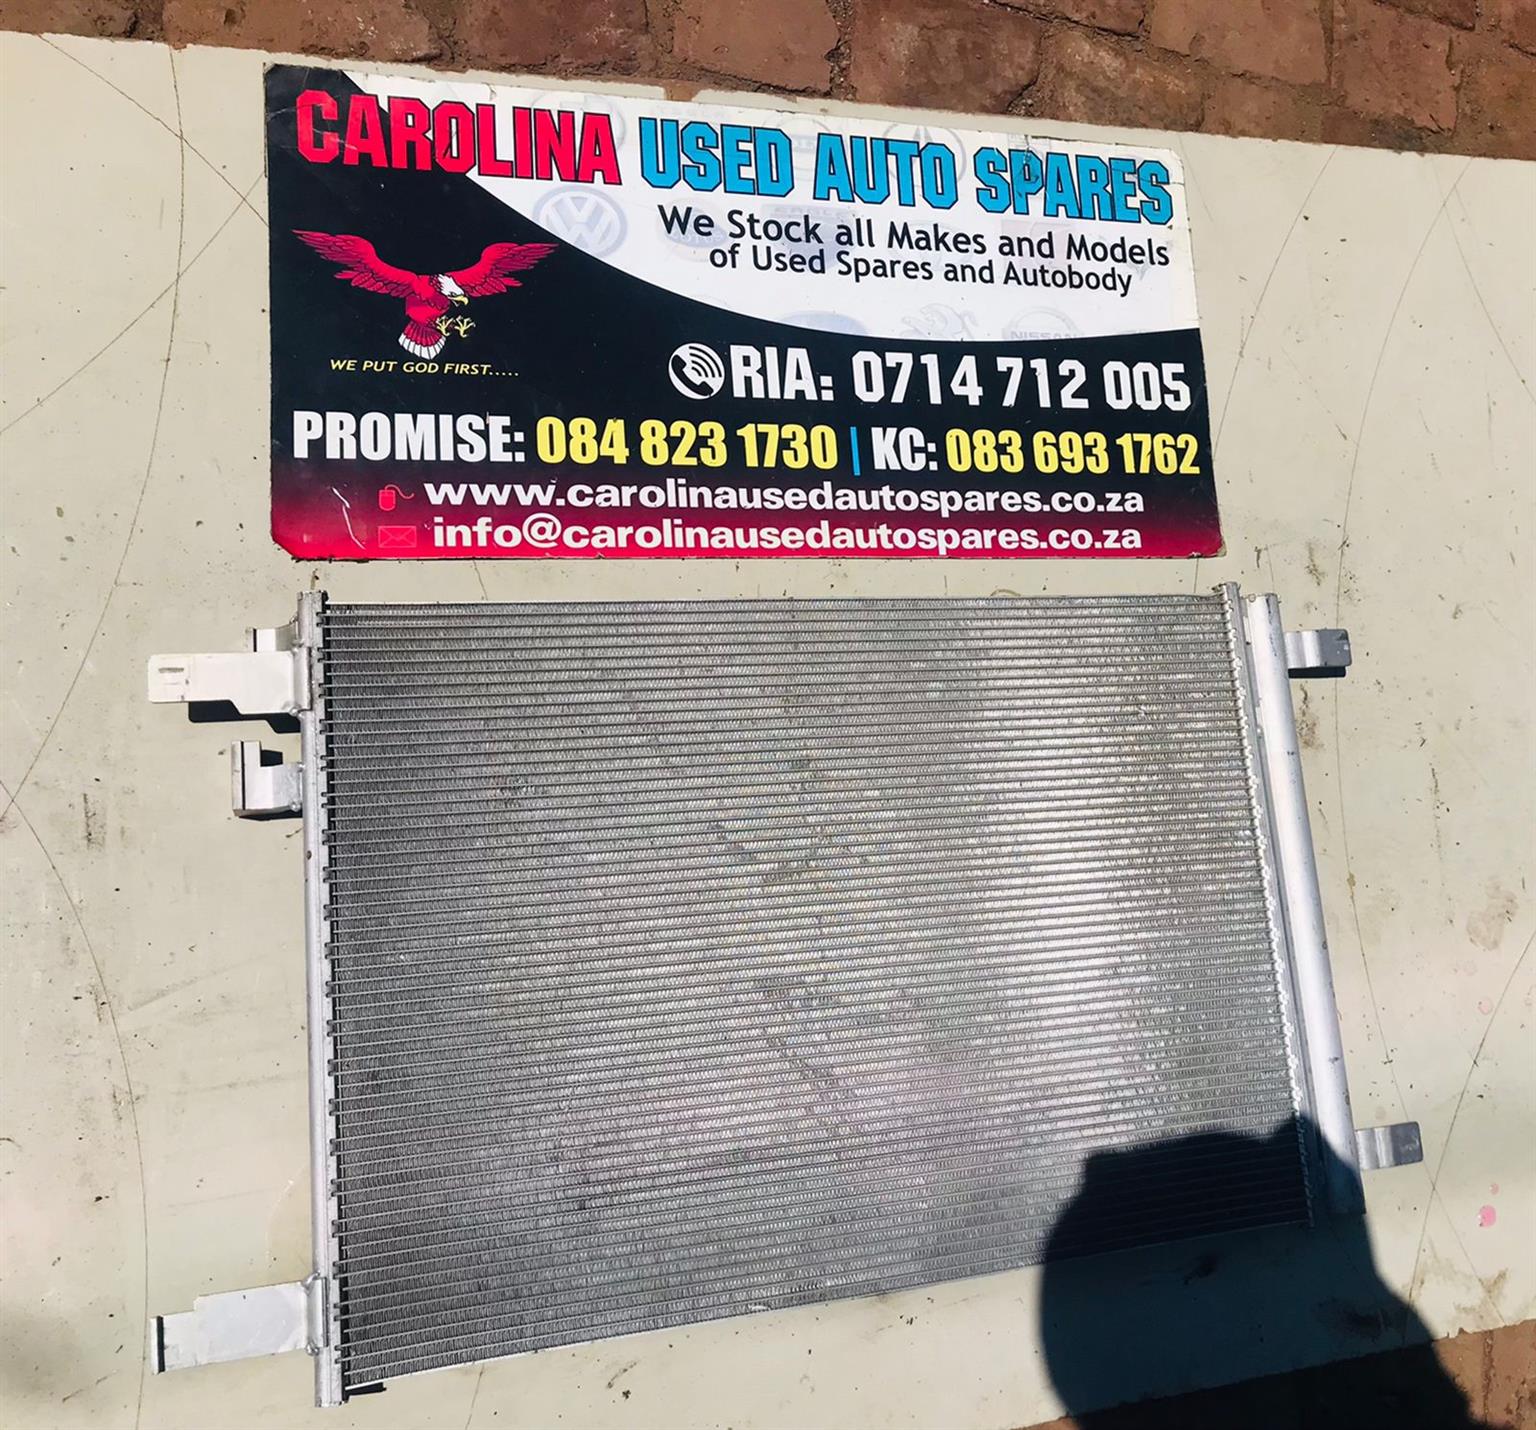 CAROLINA USED AUTO SPARES
We Stock all Makes and Models
of Used Spares and Autobody
NISSAN
WE PUT GOD FIRST.....
RIA: 0714 712 005
PROMISE: 084 823 1730 | KC: 083 693 1762
www.carolinausedautospares.co.za
info@carolinausedautospares.co.za